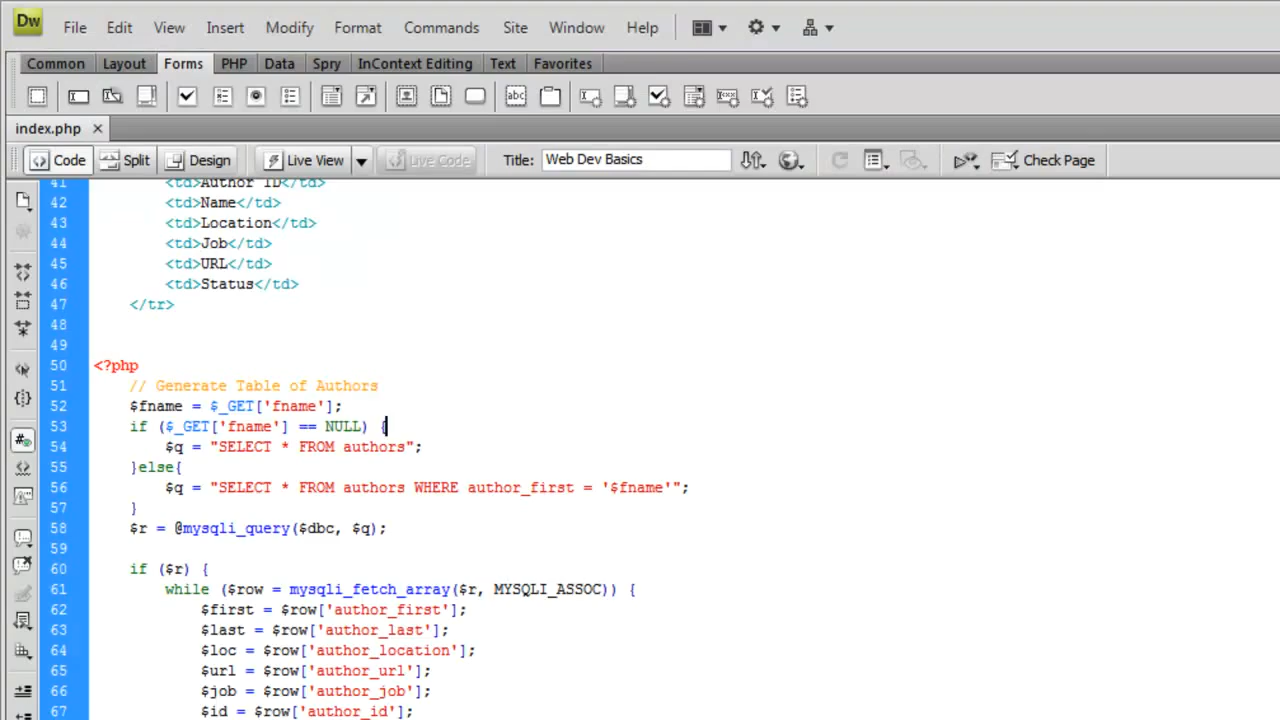 Dw File Edit View Insert Modify Format Commands Site Window Help
Common Layout Forms PHP Data Spry InContext Editing Text Favorites
abc
index.php ×
Code Split Design Live View Live Code Title: Web Dev Basics Check Page
41 <td>Author ID</td>
42 <td>Name</td>
43 <td>Location</td>
44 <td>Job</td>
45 <td>URL</td>
46 <td>Status</td>
47 </tr>
48
49
50 <?php
51 // Generate Table of Authors
52 $fname = $_GET['fname'];
53 if ($_GET['fname'] == NULL) {
54 $q = "SELECT * FROM authors";
55 }else{
56 $q = "SELECT * FROM authors WHERE author_first = '$fname'";
57 }
58 $r = @mysqli_query($dbc, $q);
59
60 if ($r) {
61 while ($row = mysqli_fetch_array($r, MYSQLI_ASSOC)) {
62 $first = $row['author_first'];
63 $last = $row['author_last'];
64 $loc = $row['author_location'];
65 $url = $row['author_url'];
66 $job = $row['author_job'];
67 $id = $row['author_id'];